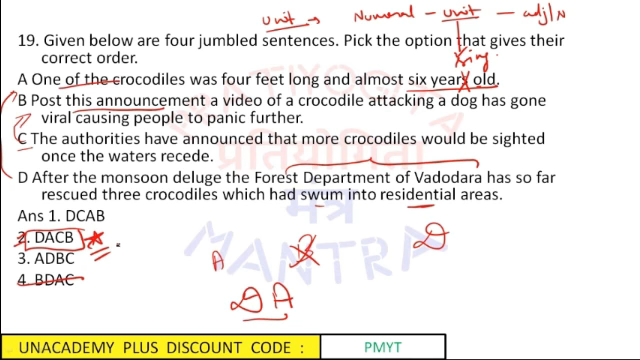 unit → Numeral - unit - adj/N
sing
19. Given below are four jumbled sentences. Pick the option that gives their
correct order.
A One of the crocodiles was four feet long and almost six years old.
B Post this announcement a video of a crocodile attacking a dog has gone
viral causing people to panic further.
C The authorities have announced that more crocodiles would be sighted
once the waters recede.
D After the monsoon deluge the Forest Department of Vadodara has so far
rescued three crocodiles which had swum into residential areas.
Ans 1. DCAB
2. DACB
3. ADBC
4. BDAC
A B D
DA
प्रतियोगिता
मंत्र
MANTRA
UNACADEMY PLUS DISCOUNT CODE : PMYT